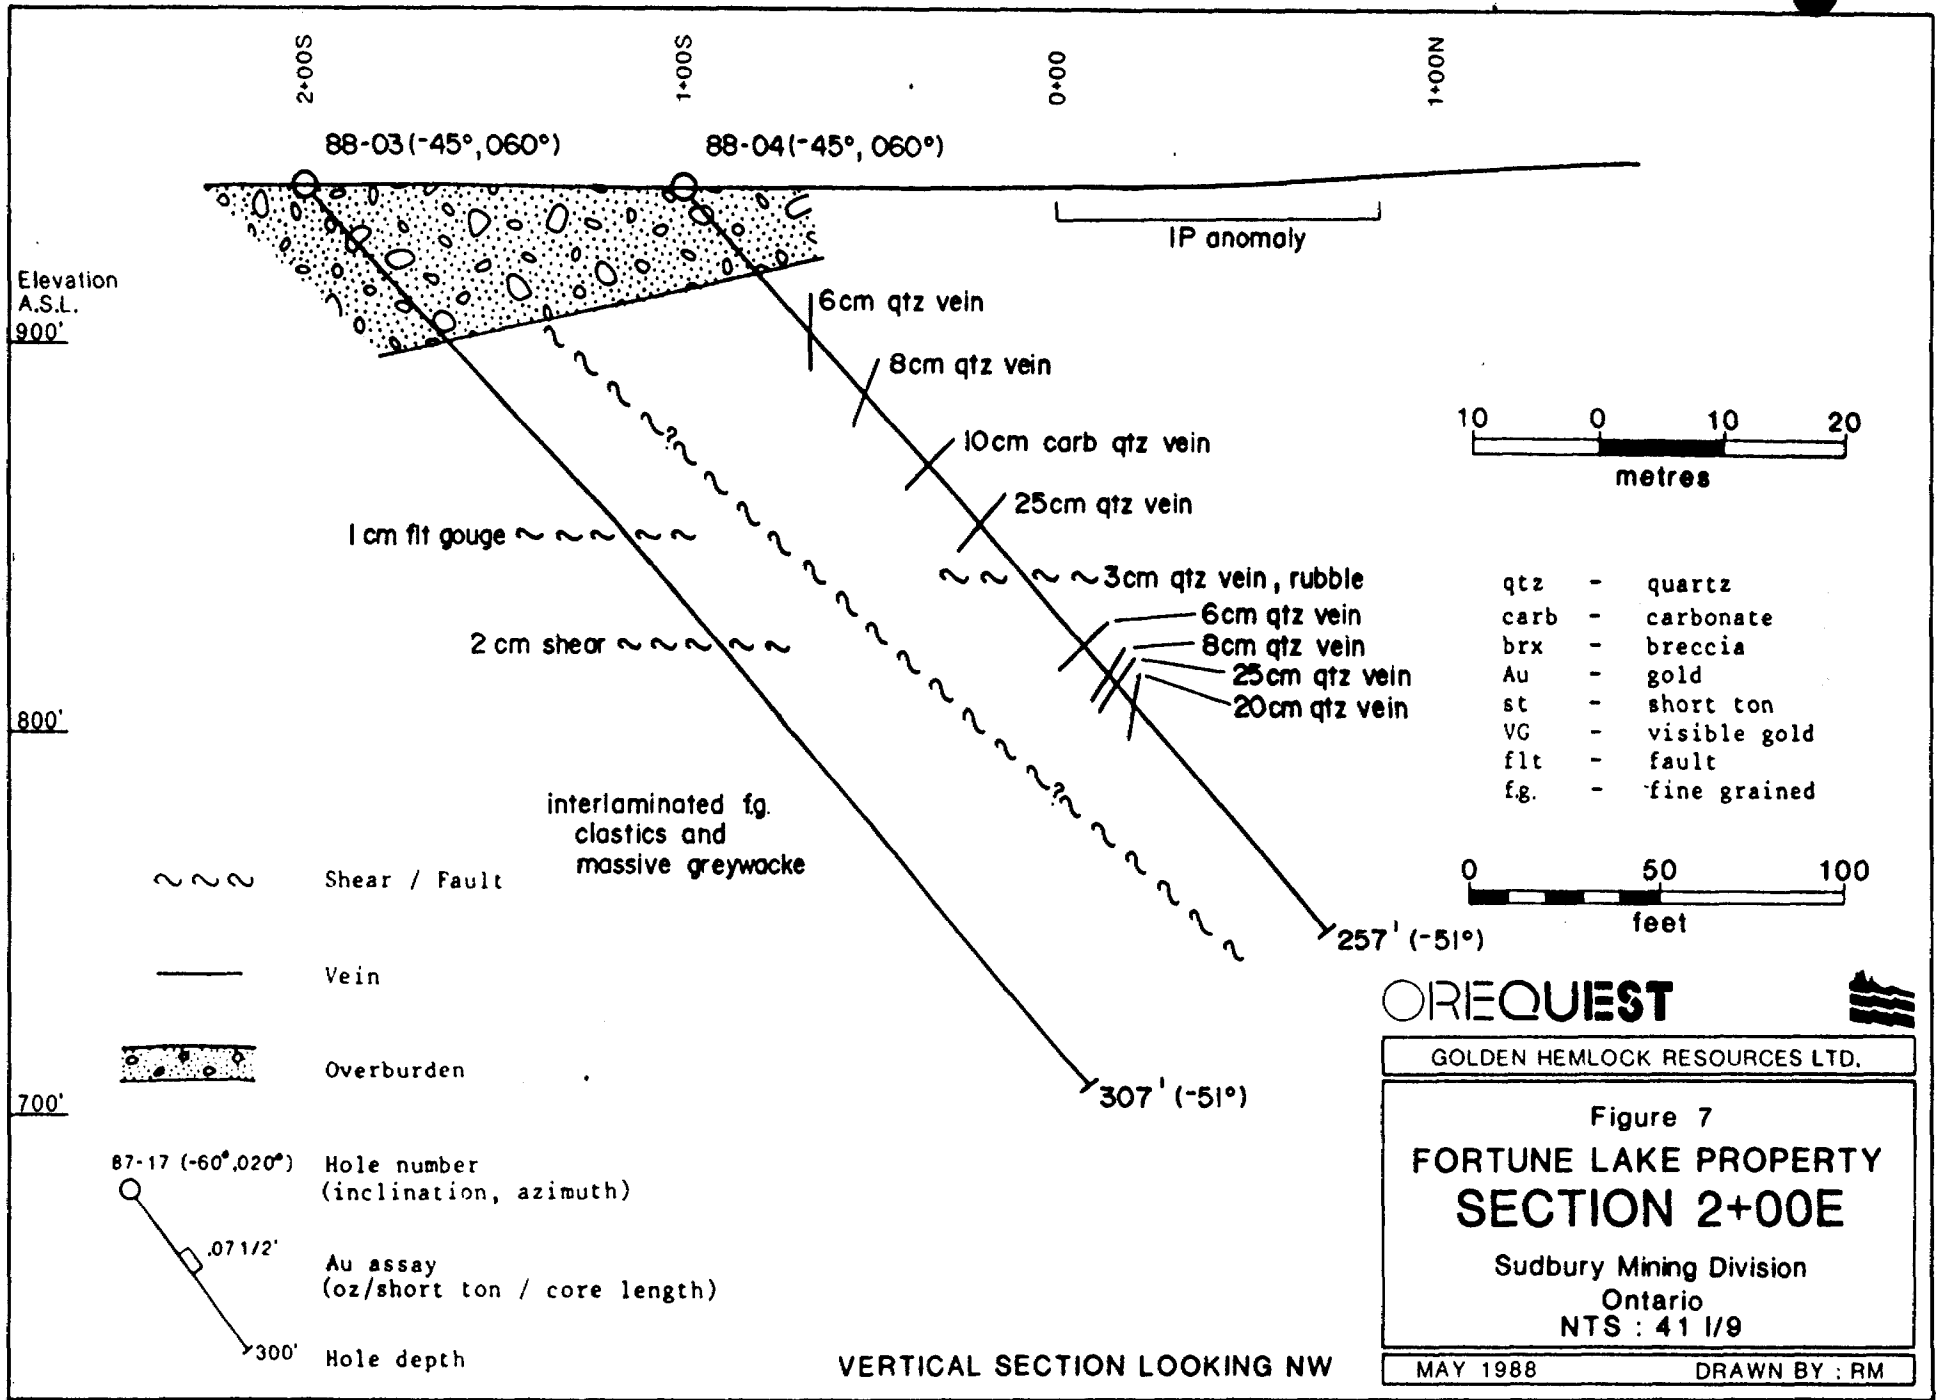 2+00S
1+00S
0+00
1+00N
88-03 (-45°, 060°)
88-04 (-45°, 060°)
IP anomaly
Elevation
A.S.L.
900'
800'
700'
6cm qtz vein
8cm qtz vein
10cm carb qtz vein
25cm qtz vein
3cm qtz vein, rubble
6cm qtz vein
8cm qtz vein
25cm qtz vein
20cm qtz vein
1 cm flt gouge
2 cm shear
?
?
interlaminated f.g.
clastics and
massive greywacke
257' (-51°)
307' (-51°)
10 0 10 20
metres
qtz - quartz
carb - carbonate
brx - breccia
Au - gold
st - short ton
VG - visible gold
flt - fault
f.g. - fine grained
0 50 100
feet
Shear / Fault
Vein
Overburden
87-17 (-60°,020°)
Hole number
(inclination, azimuth)
.07 1/2'
Au assay
(oz/short ton / core length)
300'
Hole depth
VERTICAL SECTION LOOKING NW
OREQUEST
GOLDEN HEMLOCK RESOURCES LTD.
Figure 7
FORTUNE LAKE PROPERTY
SECTION 2+00E
Sudbury Mining Division
Ontario
NTS : 41 I/9
MAY 1988 DRAWN BY : RM